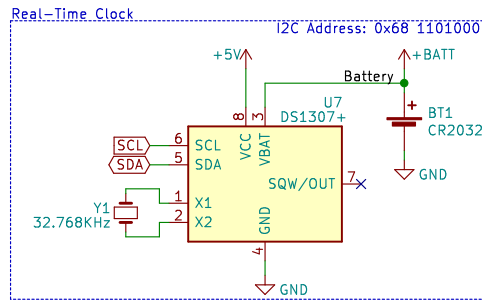 Real-Time Clock
I2C Address: 0x68 1101000
+5V
+BATT
Battery
U7
DS1307+
BT1
CR2032
GND
8
3
VCC
VBAT
SCL
6
SCL
SDA
5
SDA
SQW/OUT
7
Y1
32.768KHz
1
X1
2
X2
GND
4
GND